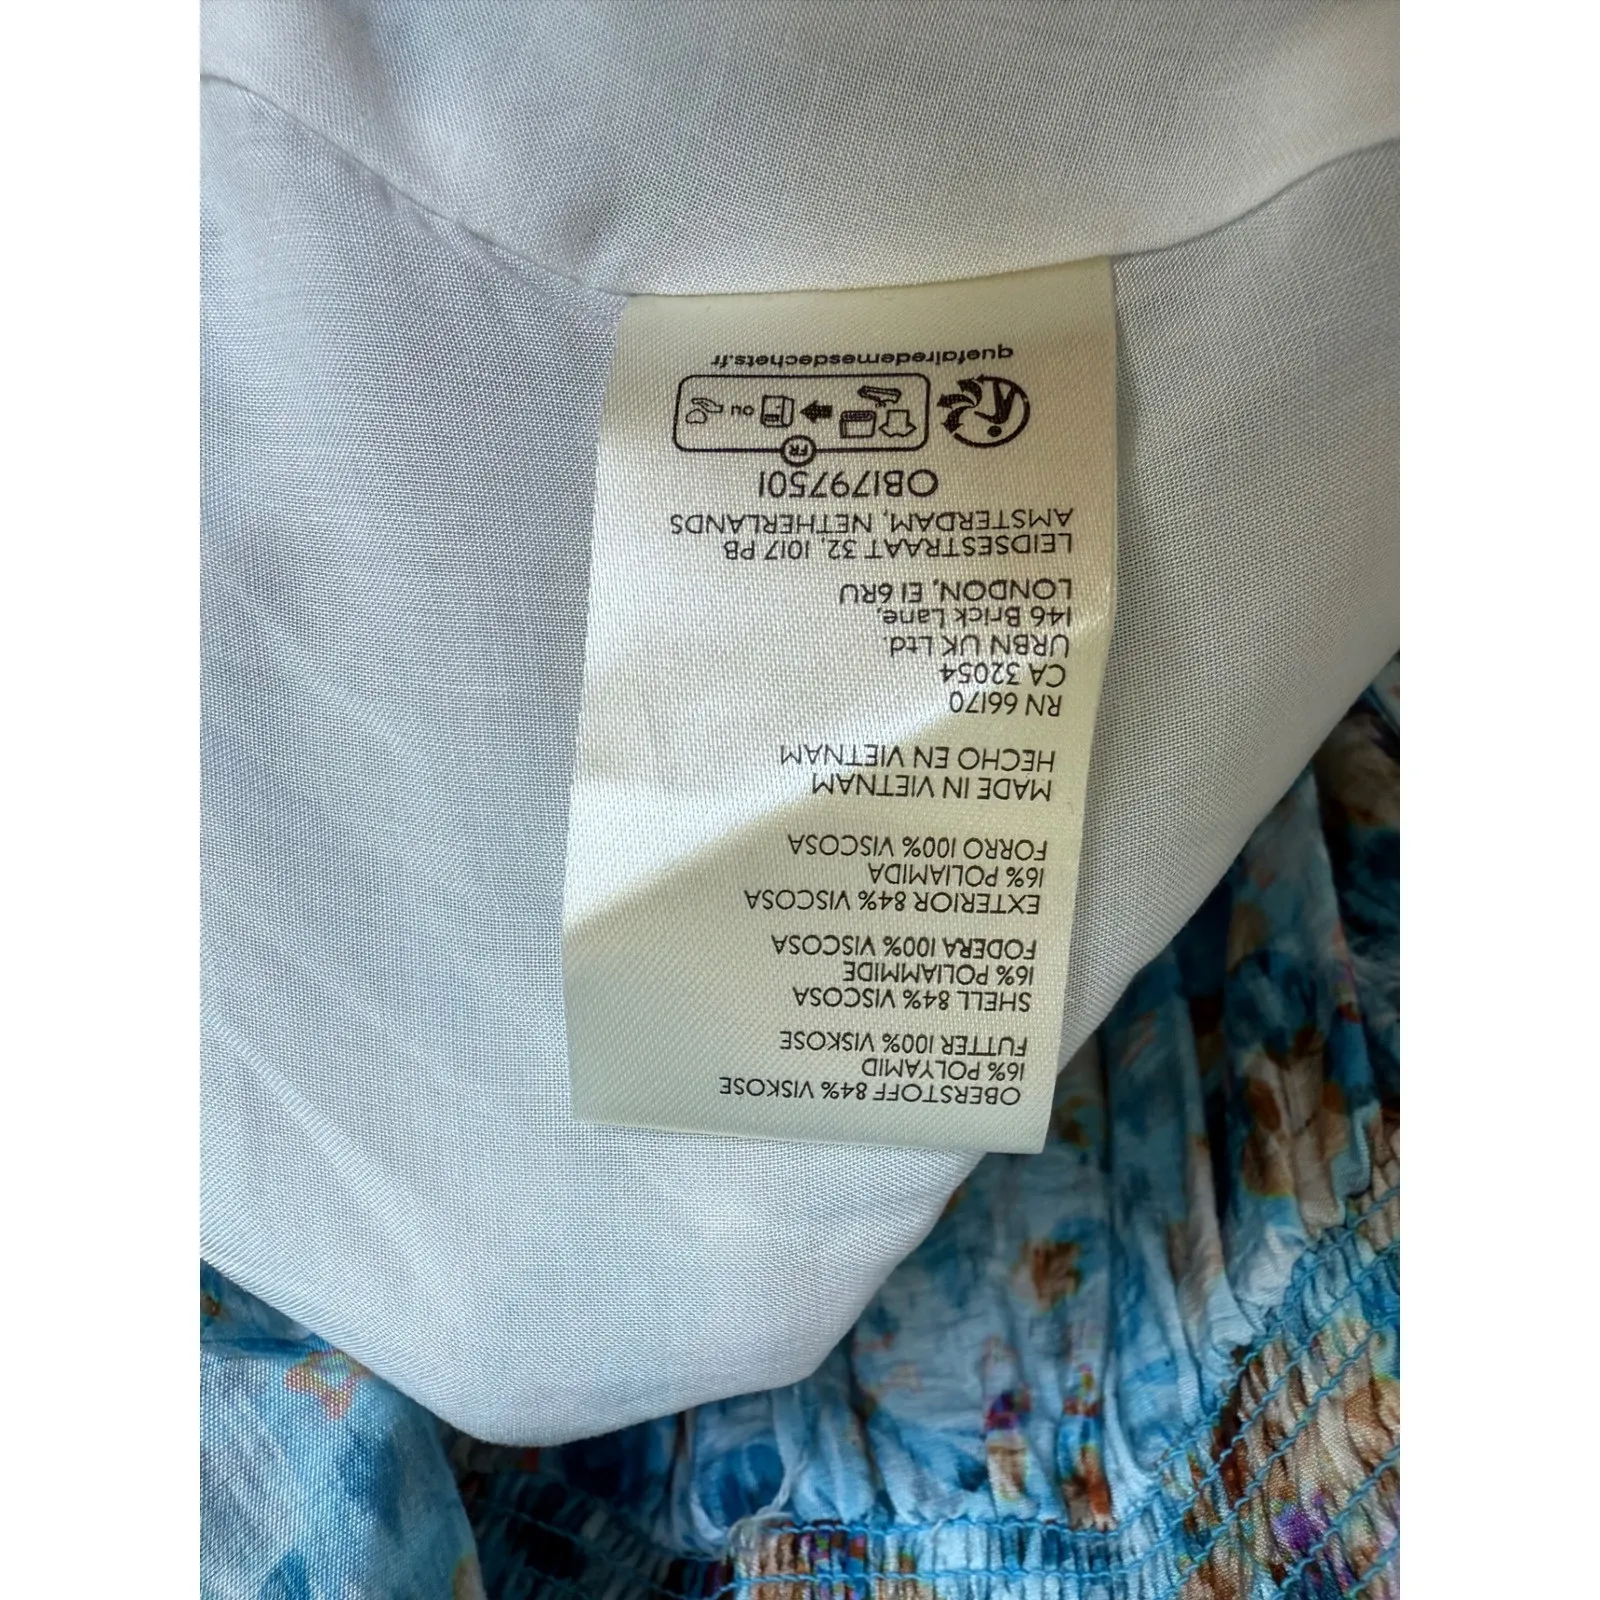 OBERSTOFF 84% VISKOSE
16% POLYAMID
FUTTER 100% VISKOSE
SHELL 84% VISCOSA
16% POLIAMMIDE
FODERA 100% VISCOSA
EXTERIOR 84% VISCOSA
16% POLIAMIDA
FORRO 100% VISCOSA
MADE IN VIETNAM
HECHO EN VIETNAM
RN 66170
CA 32054
URBN UK Ltd.
146 Brick Lane,
LONDON, E1 6RU
LEIDSESTRAAT 32, 1017 PB
AMSTERDAM, NETHERLANDS
OB1797501
FR
ou
quefairedemesdechets.fr